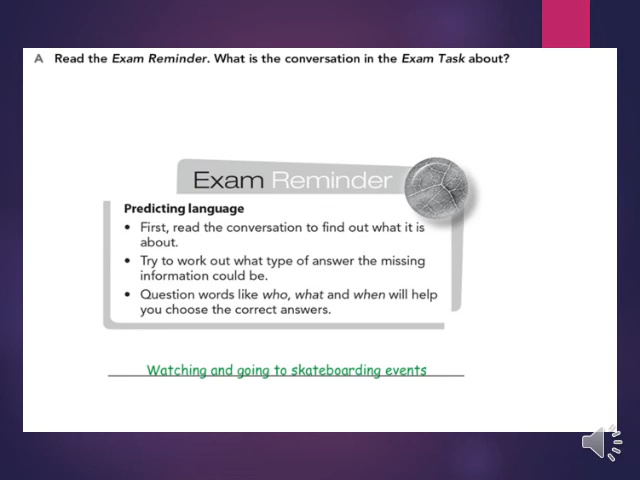 A Read the Exam Reminder. What is the conversation in the Exam Task about?
Exam Reminder
Predicting language
• First, read the conversation to find out what it is
about.
• Try to work out what type of answer the missing
information could be.
• Question words like who, what and when will help
you choose the correct answers.
Watching and going to skateboarding events